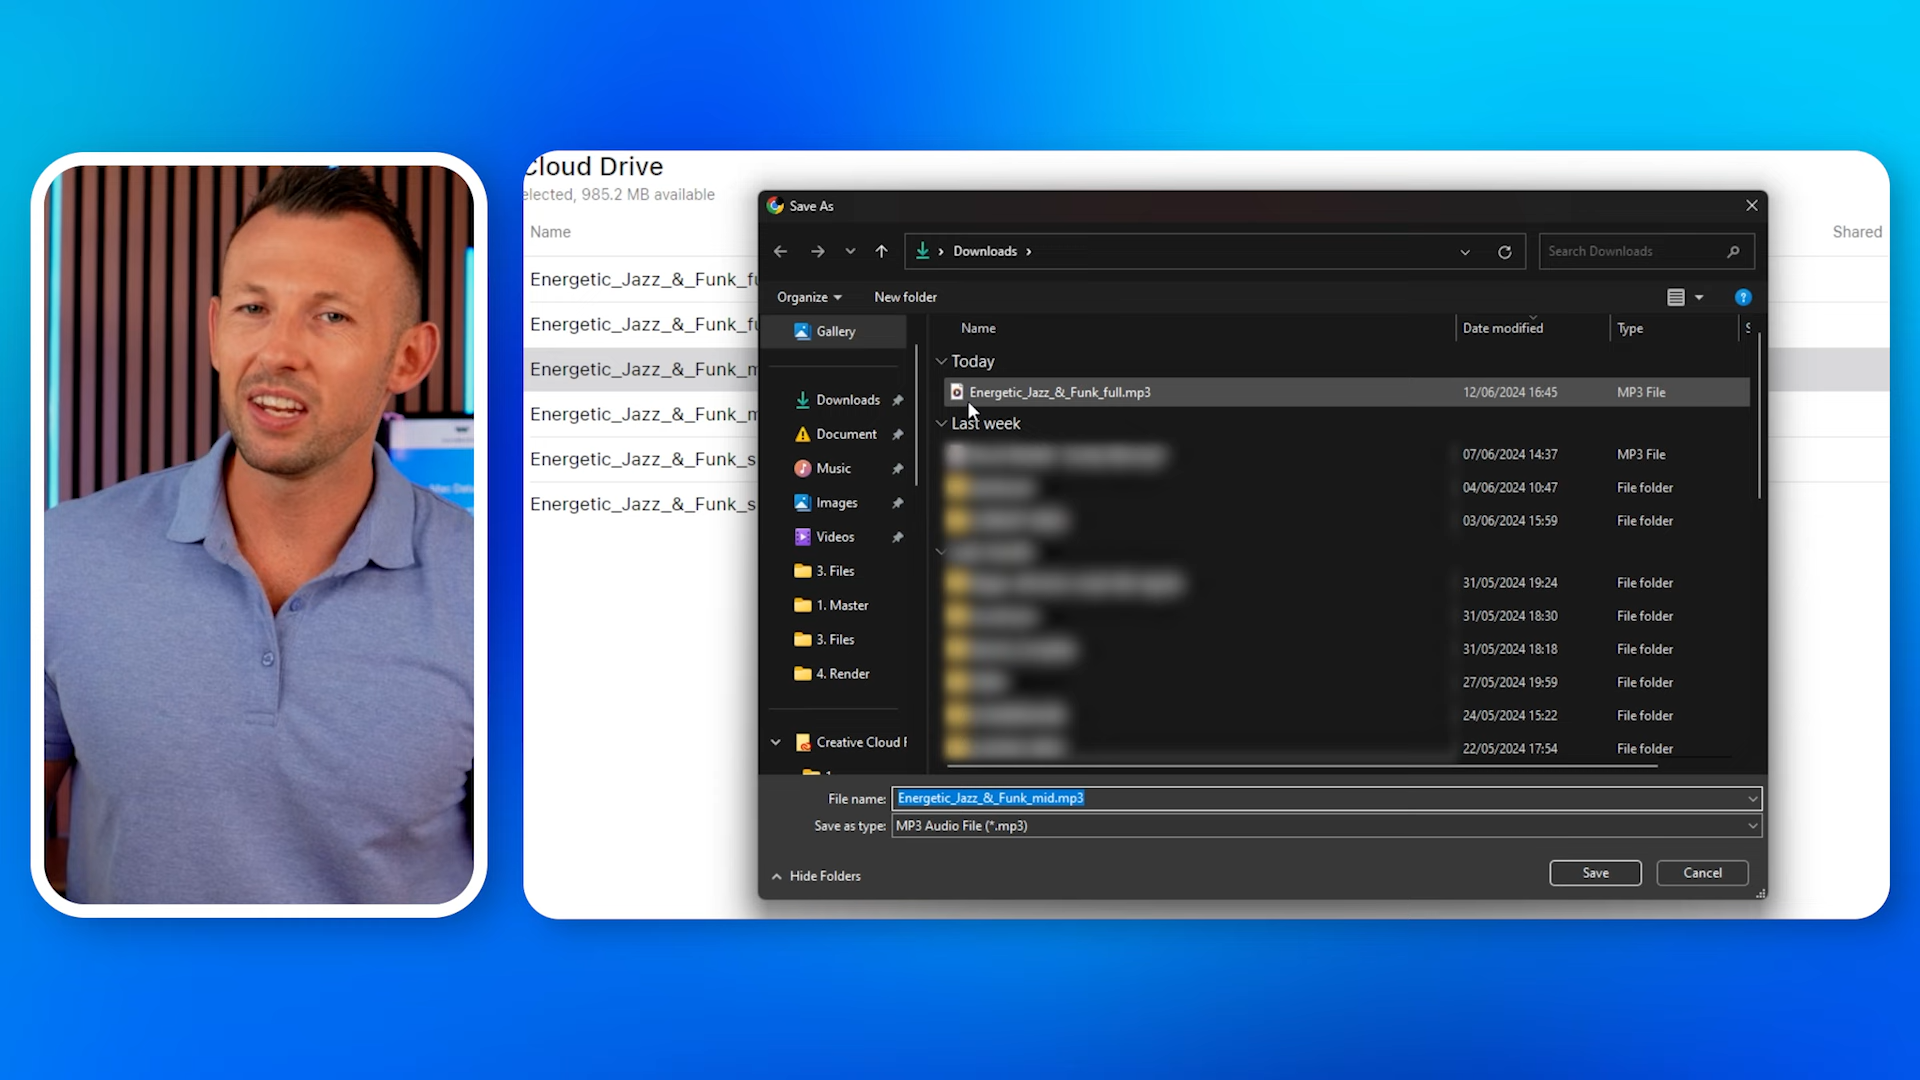 Cloud Drive
elected, 985.2 MB available
Name
Shared
Energetic_Jazz_&_Funk_fu
Energetic_Jazz_&_Funk_fu
Energetic_Jazz_&_Funk_m
Energetic_Jazz_&_Funk_m
Energetic_Jazz_&_Funk_s
Energetic_Jazz_&_Funk_s
Save As
Downloads
Search Downloads
Organize
New folder
Gallery
Downloads
Document
Music
Images
Videos
3. Files
1. Master
3. Files
4. Render
Creative Cloud F
Name Date modified Type S
Today
Energetic_Jazz_&_Funk_full.mp3 12/06/2024 16:45 MP3 File
Last week
07/06/2024 14:37 MP3 File
04/06/2024 10:47 File folder
03/06/2024 15:59 File folder
31/05/2024 19:24 File folder
31/05/2024 18:30 File folder
31/05/2024 18:18 File folder
27/05/2024 19:59 File folder
24/05/2024 15:22 File folder
22/05/2024 17:54 File folder
File name: Energetic_Jazz_&_Funk_mid.mp3
Save as type: MP3 Audio File (*.mp3)
Hide Folders
Save
Cancel